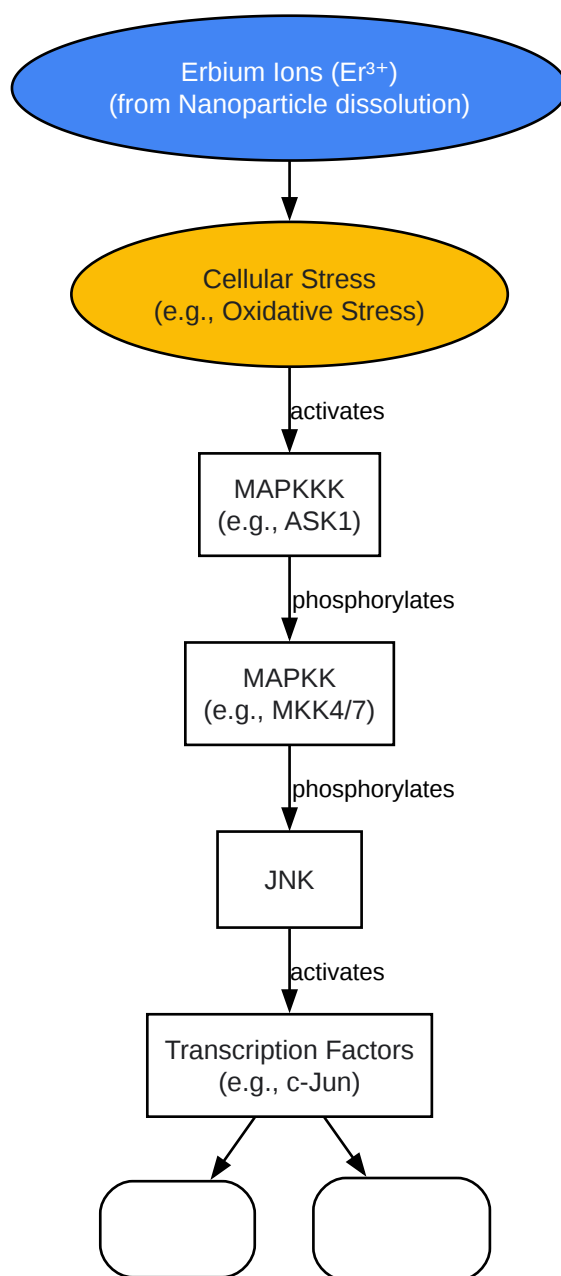 Erbium Ions (Er³⁺)
(from Nanoparticle dissolution)
Cellular Stress
(e.g., Oxidative Stress)
activates
MAPKKK
(e.g., ASK1)
phosphorylates
MAPKK
(e.g., MKK4/7)
phosphorylates
JNK
activates
Transcription Factors
(e.g., c-Jun)